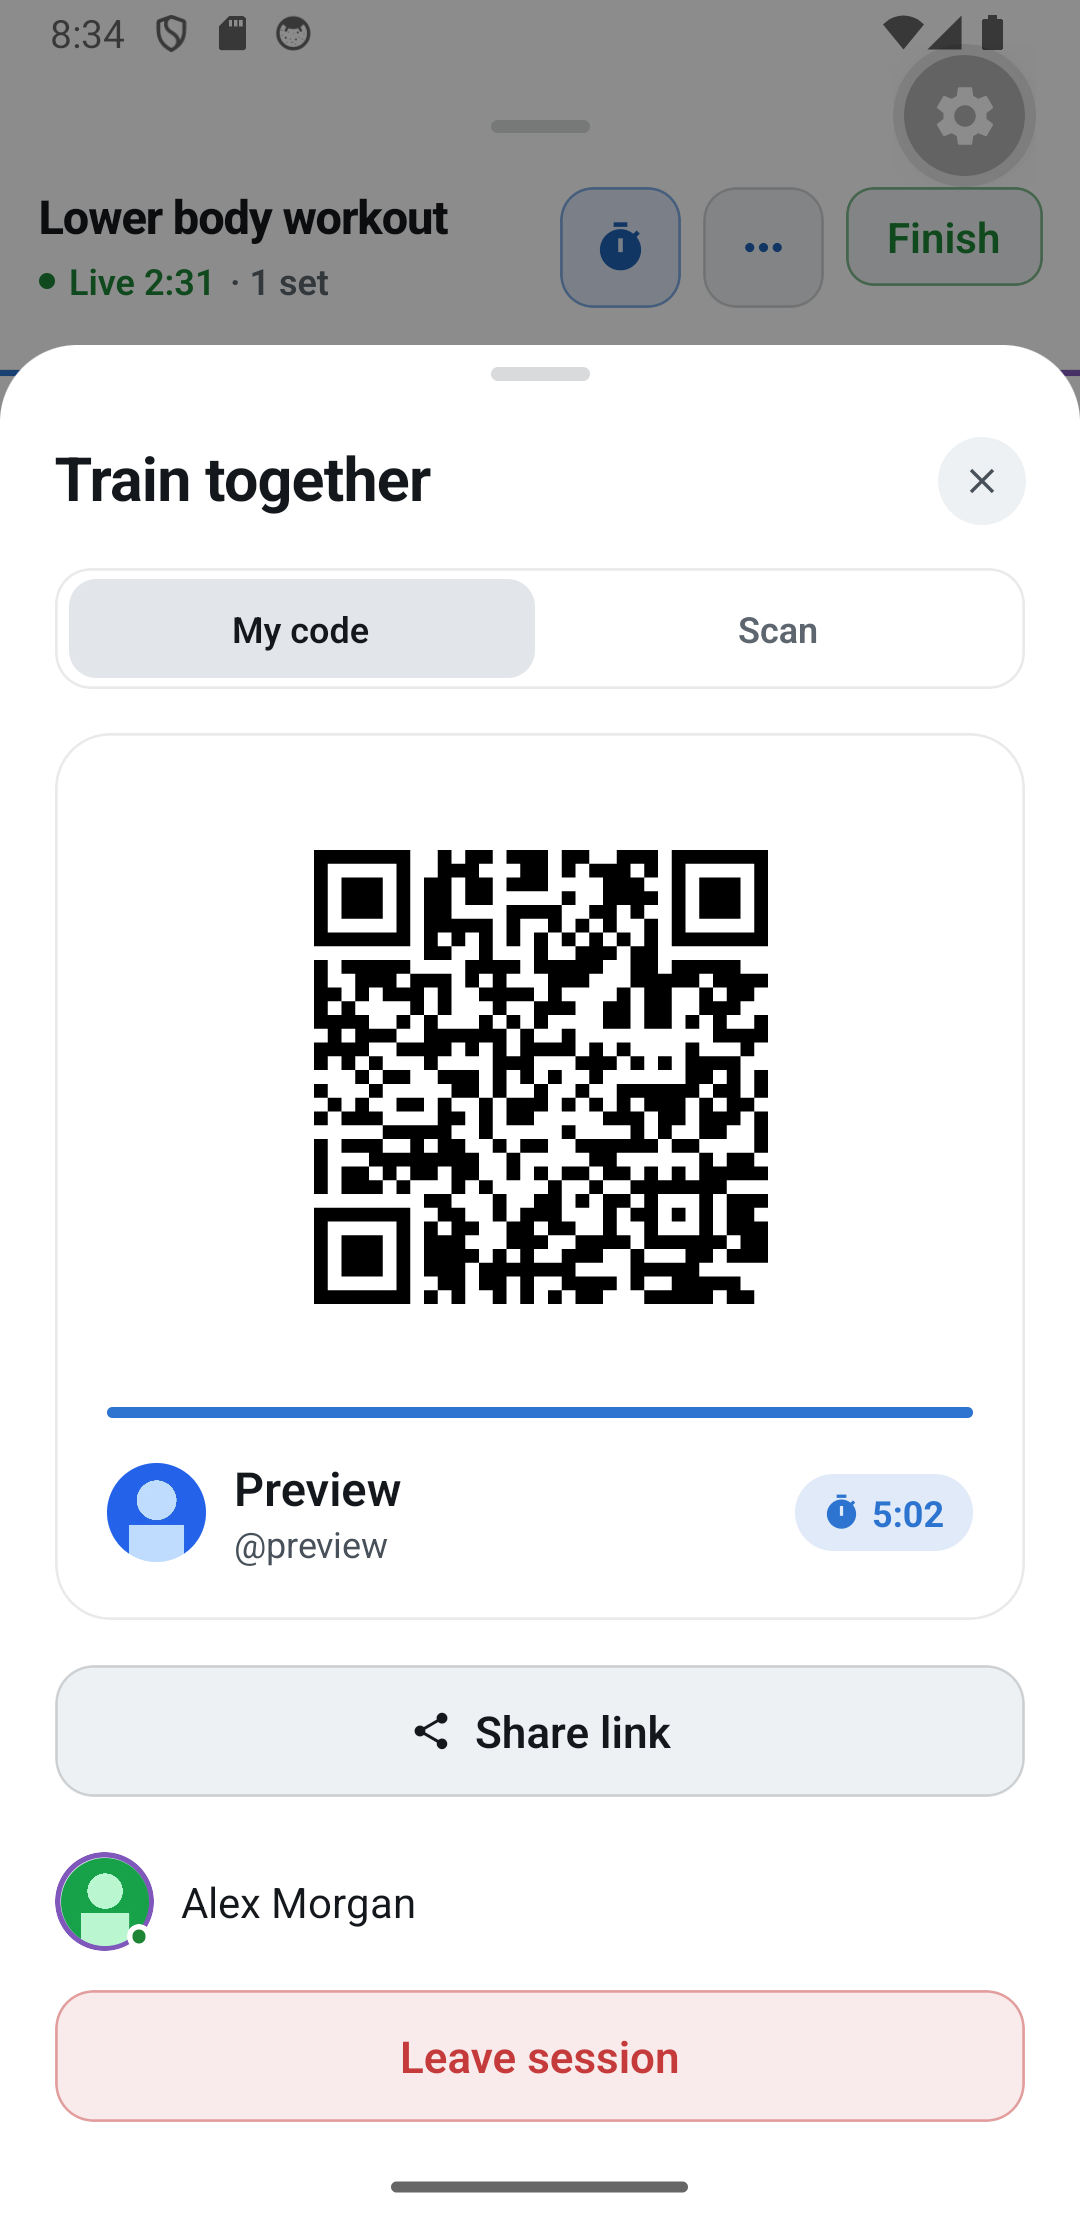 8:34
Lower body workout
Live 2:31 · 1 set
Finish
Train together
My code
Scan
Preview
@preview
5:02
Share link
Alex Morgan
Leave session